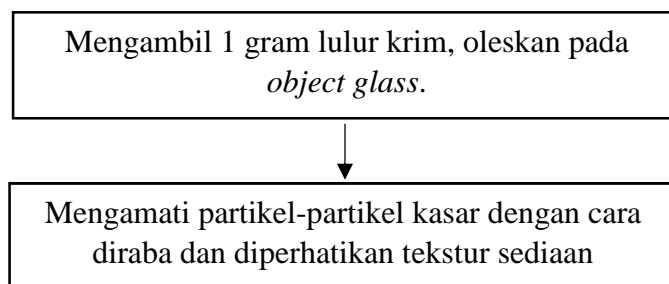 Mengambil 1 gram lulur krim, oleskan pada
object glass.
Mengamati partikel-partikel kasar dengan cara
diraba dan diperhatikan tekstur sediaan